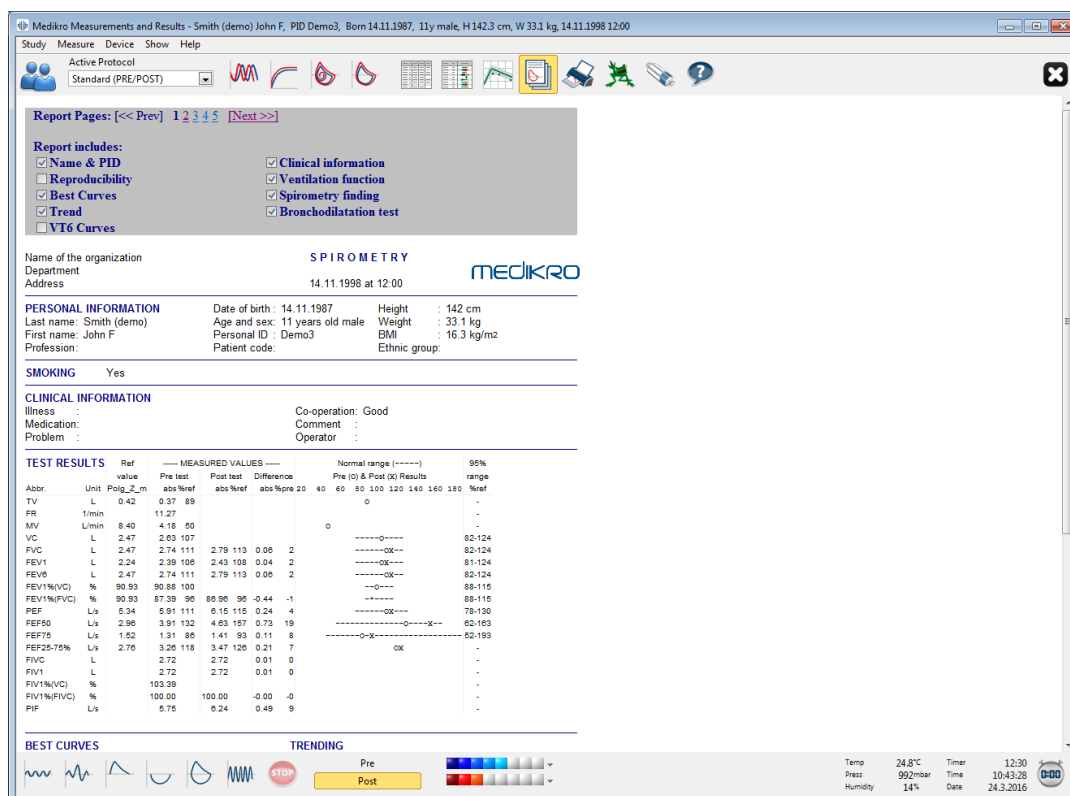 Medikro Measurements and Results - Smith (demo) John F, PID Demo3, Born 14.11.1987, 11y male, H 142.3 cm, W 33.1 kg, 14.11.1998 12:00
Study Measure Device Show Help
Active Protocol
Standard (PRE/POST)
Report Pages: [<< Prev] 1 2 3 4 5 [Next >>]
Report includes:
Name & PID Clinical information
Reproducibility Ventilation function
Best Curves Spirometry finding
Trend Bronchodilatation test
VT6 Curves
Name of the organization SPIROMETRY
Department MEDIKRO
Address 14.11.1998 at 12:00
PERSONAL INFORMATION Date of birth : 14.11.1987 Height : 142 cm
Last name: Smith (demo) Age and sex: 11 years old male Weight : 33.1 kg
First name: John F Personal ID : Demo3 BMI : 16.3 kg/m2
Profession: Patient code: Ethnic group:
SMOKING Yes
CLINICAL INFORMATION
Illness : Co-operation: Good
Medication: Comment :
Problem : Operator :
TEST RESULTS Ref ----- MEASURED VALUES ----- Normal range (-----) 95%
value Pre test Post test Difference Pre (O) & Post (X) Results range
Abbr. Unit Polg_Z_m abs %ref abs %ref abs %pre 20 40 60 80 100 120 140 160 180 %ref
TV L 0.42 0.37 89 o -
FR 1/min 11.27 -
MV L/min 8.40 4.18 50 o -
VC L 2.47 2.63 107 -----o---- 82-124
FVC L 2.47 2.74 111 2.79 113 0.06 2 ------ox-- 82-124
FEV1 L 2.24 2.39 106 2.43 108 0.04 2 -----ox--- 81-124
FEV6 L 2.47 2.74 111 2.79 113 0.06 2 ------ox-- 82-124
FEV1%(VC) % 90.93 90.88 100 --o--- 88-115
FEV1%(FVC) % 90.93 87.39 96 86.96 96 -0.44 -1 -*---- 88-115
PEF L/s 5.34 5.91 111 6.15 115 0.24 4 ------ox--- 78-130
FEF50 L/s 2.96 3.91 132 4.63 157 0.73 19 ---------------o----x-- 62-163
FEF75 L/s 1.52 1.31 86 1.41 93 0.11 8 -------o-x------------------- 52-193
FEF25-75% L/s 2.76 3.26 118 3.47 126 0.21 7 ox -
FIVC L 2.72 2.72 0.01 0 -
FIV1 L 2.72 2.72 0.01 0 -
FIV1%(VC) % 103.39 -
FIV1%(FIVC) % 100.00 100.00 -0.00 -0 -
PIF L/s 5.75 6.24 0.49 9 -
BEST CURVES TRENDING
STOP
Pre
Post
Temp 24.8°C Timer 12:30
Press 992mbar Time 10:43:28
Humidity 14% Date 24.3.2016
0:00